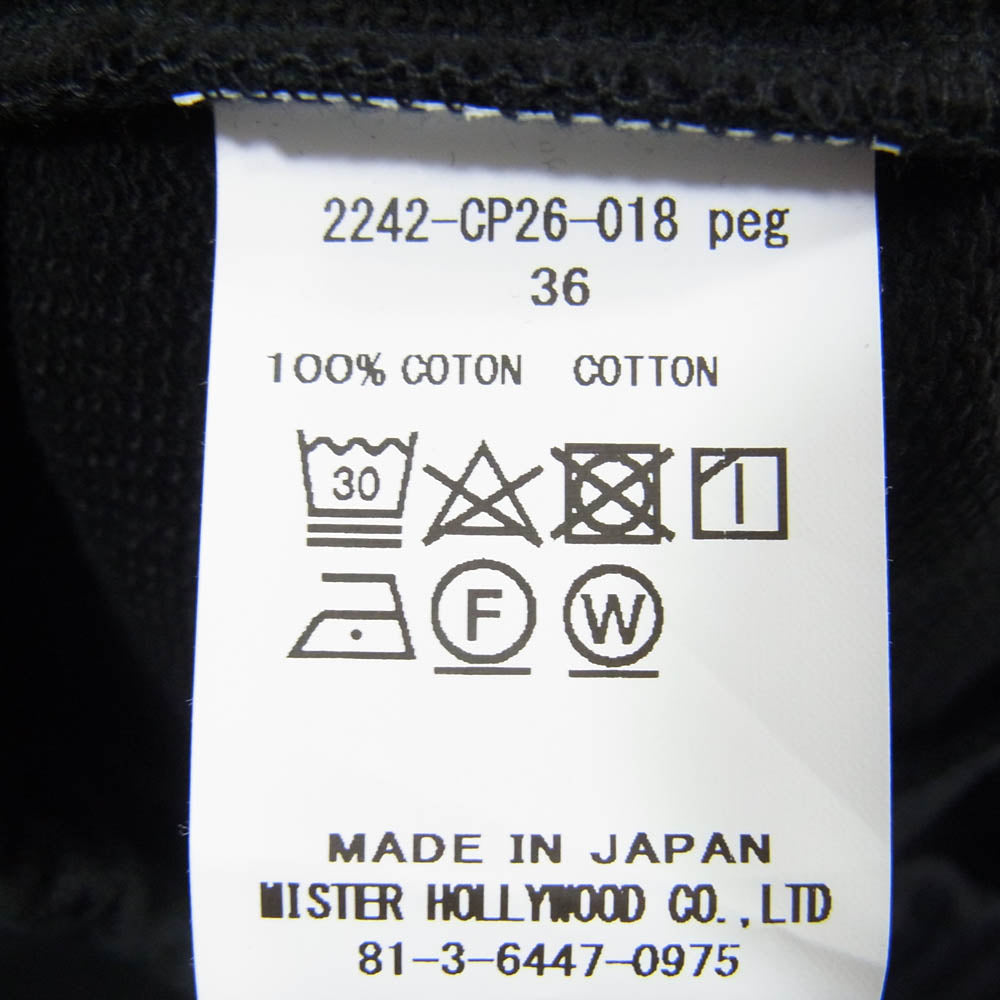 2242-CP26-018 peg
36
100% COTON COTTON
30
F W
MADE IN JAPAN
MISTER HOLLYWOOD CO.,LTD
81-3-6447-0975